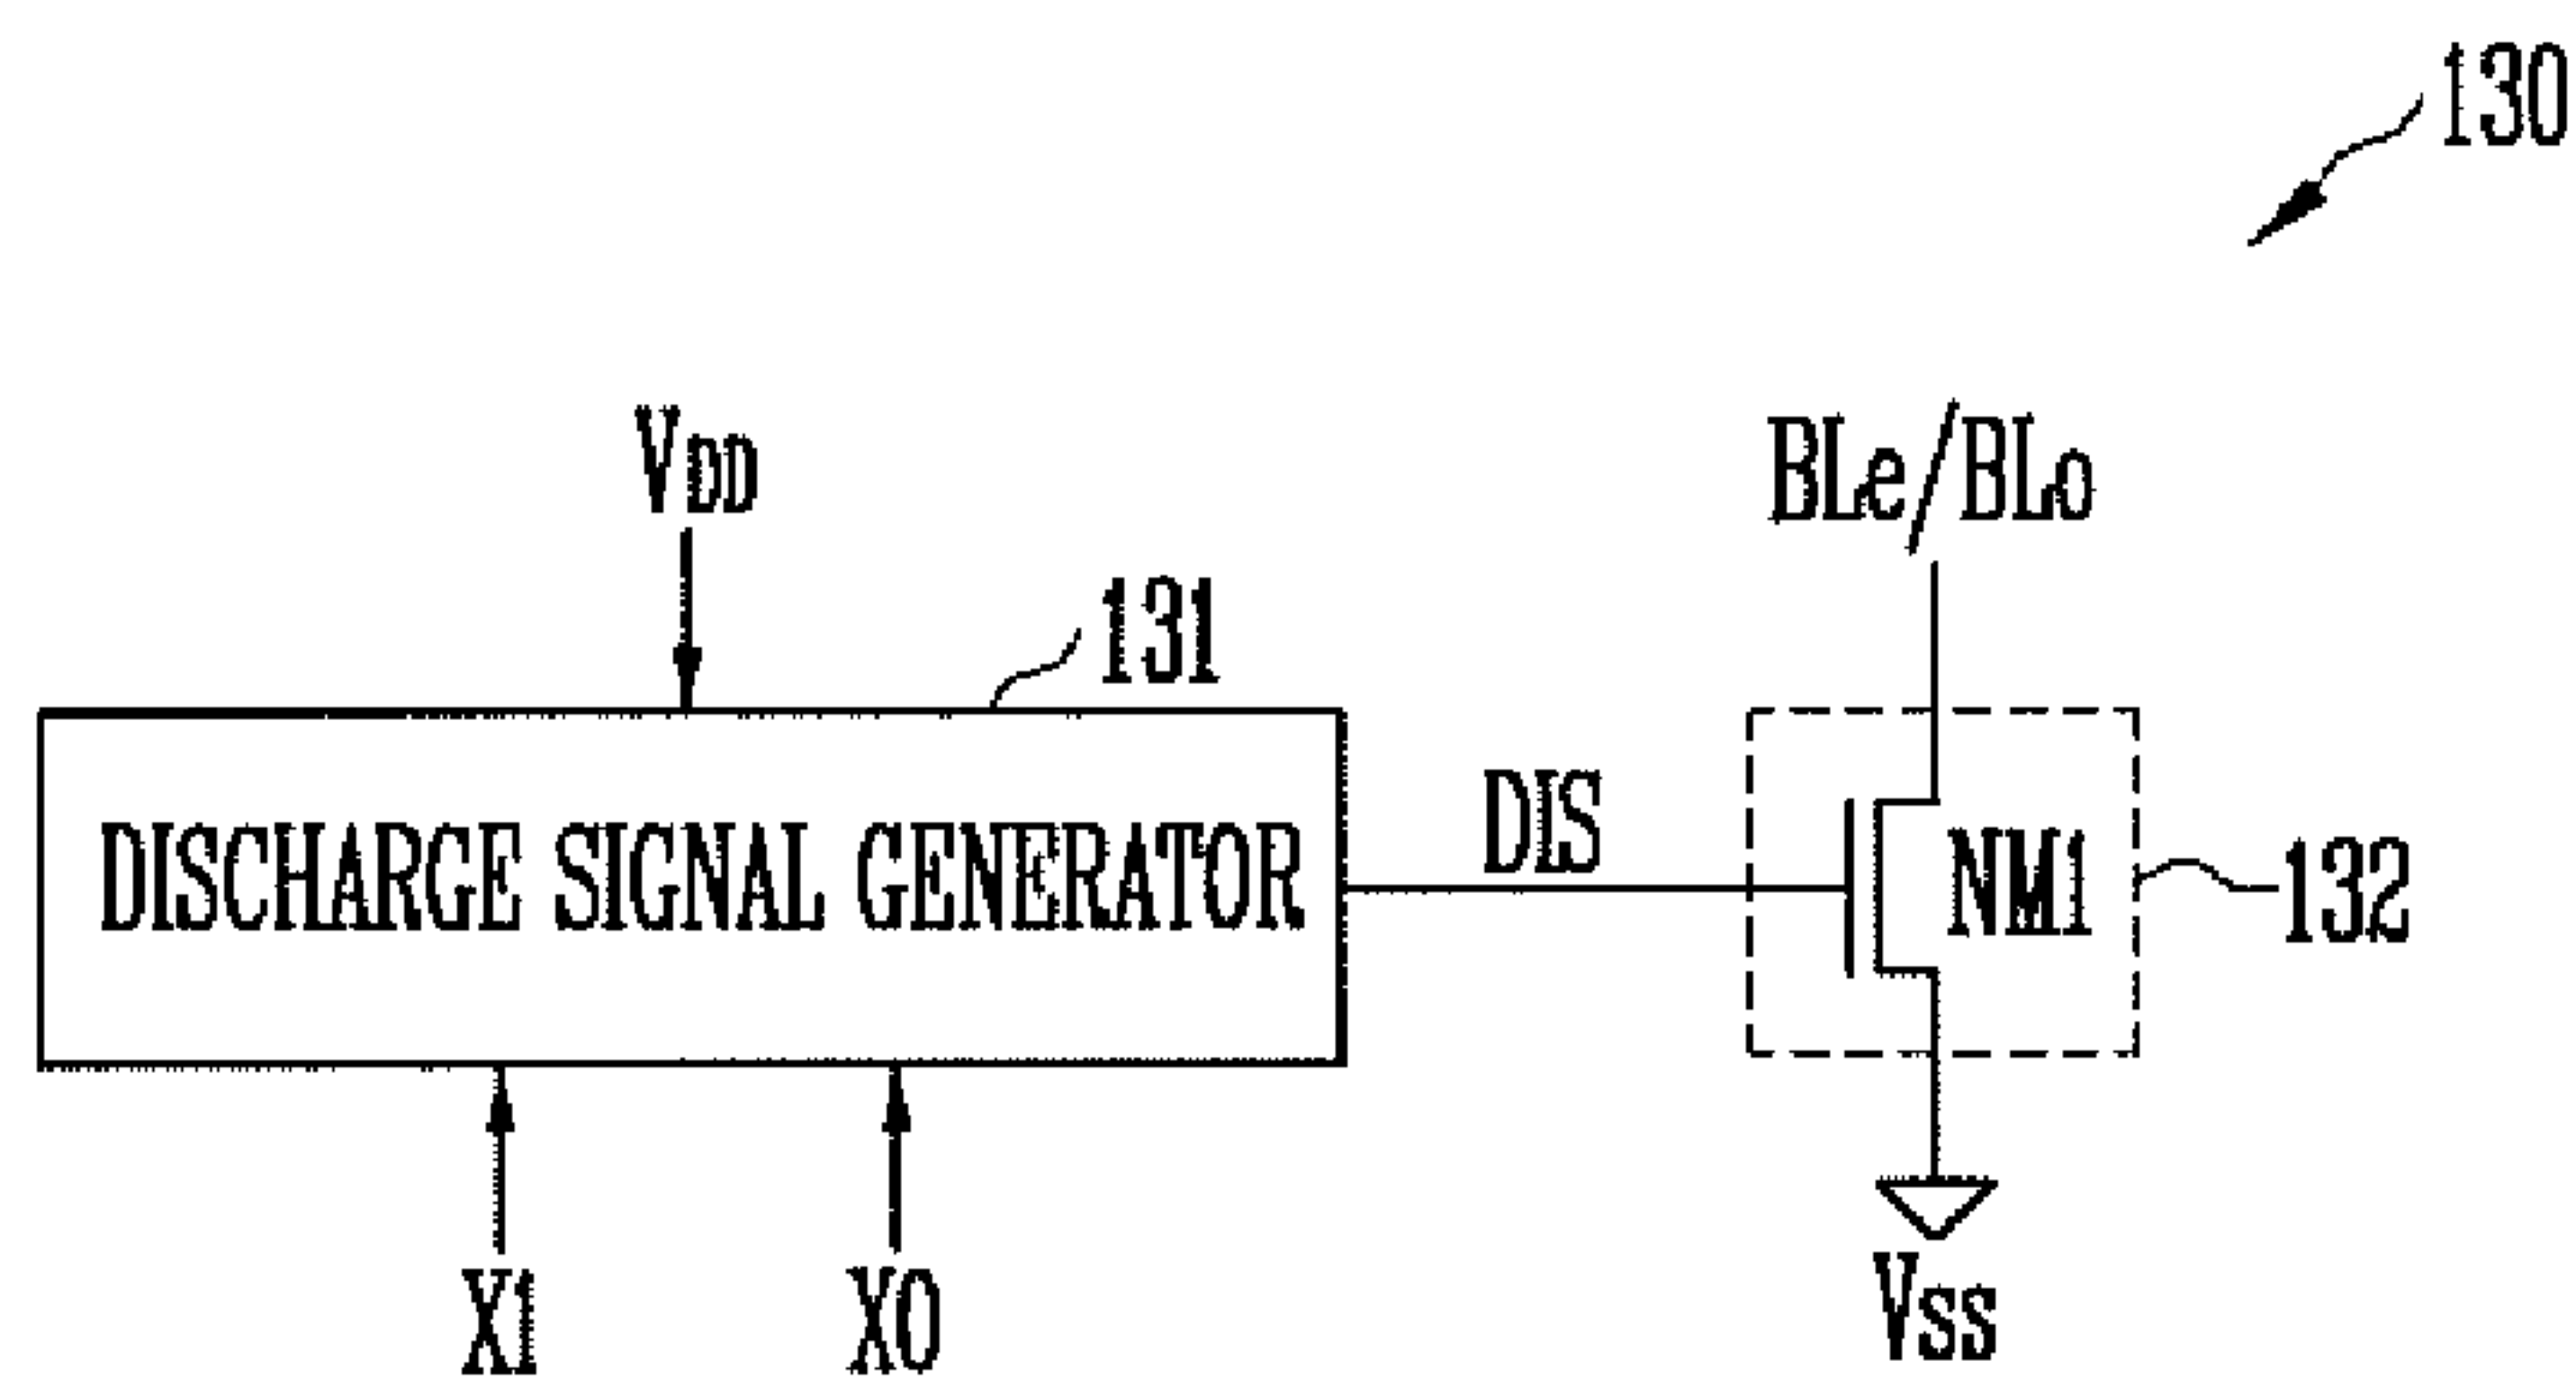 130
VDD
BLe/BLo
131
DISCHARGE SIGNAL GENERATOR
DIS
NM1
132
X1
X0
VSS